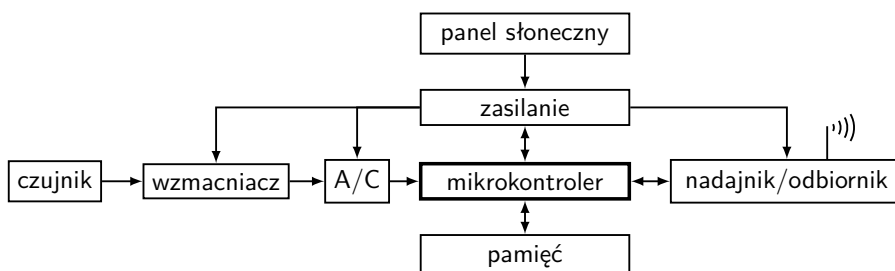 panel słoneczny
zasilanie
czujnik
wzmacniacz
A/C
mikrokontroler
nadajnik/odbiornik
pamięć